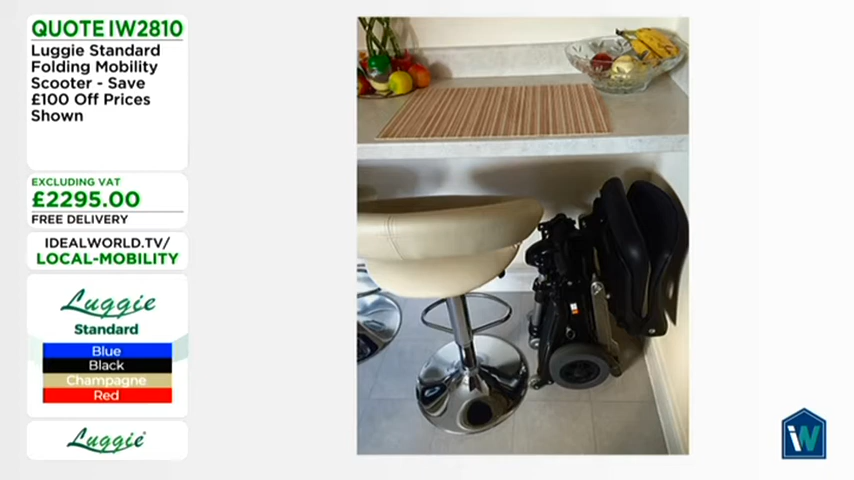 QUOTE IW2810
Luggie Standard
Folding Mobility
Scooter - Save
£100 Off Prices
Shown
EXCLUDING VAT
£2295.00
FREE DELIVERY
IDEALWORLD.TV/
LOCAL-MOBILITY
Luggie
Standard
Blue
Black
Champagne
Red
Luggie
iW